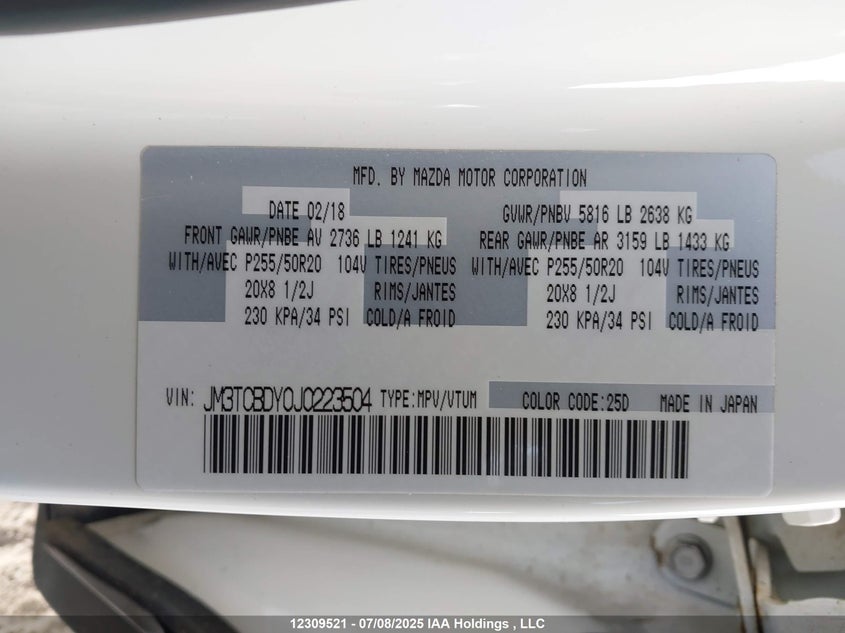 MFD. BY MAZDA MOTOR CORPORATION
DATE 02/18 GVWR/PNBV 5816 LB 2638 KG
FRONT GAWR/PNBE AV 2736 LB 1241 KG REAR GAWR/PNBE AR 3159 LB 1433 KG
WITH/AVEC P255/50R20 104V TIRES/PNEUS WITH/AVEC P255/50R20 104V TIRES/PNEUS
20X8 1/2J RIMS/JANTES 20X8 1/2J RIMS/JANTES
230 KPA/34 PSI COLD/A FROID 230 KPA/34 PSI COLD/A FROID
VIN: JM3TCBDY0J0223504 TYPE:MPV/VTUM COLOR CODE:25D MADE IN JAPAN
12309521 - 07/08/2025 IAA Holdings , LLC